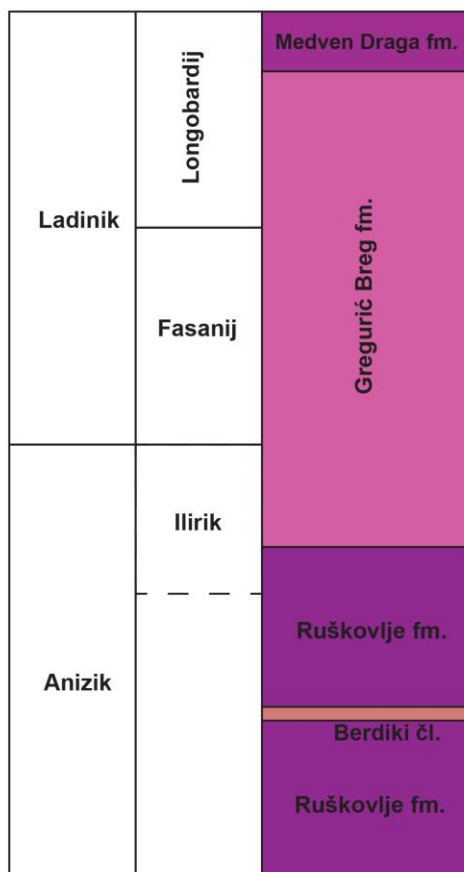 Medven Draga fm.
Longobardij
Ladinik
Gregurić Breg fm.
Fasanij
Ilirik
Ruškovlje fm.
Anizik
Berdiki čl.
Ruškovlje fm.